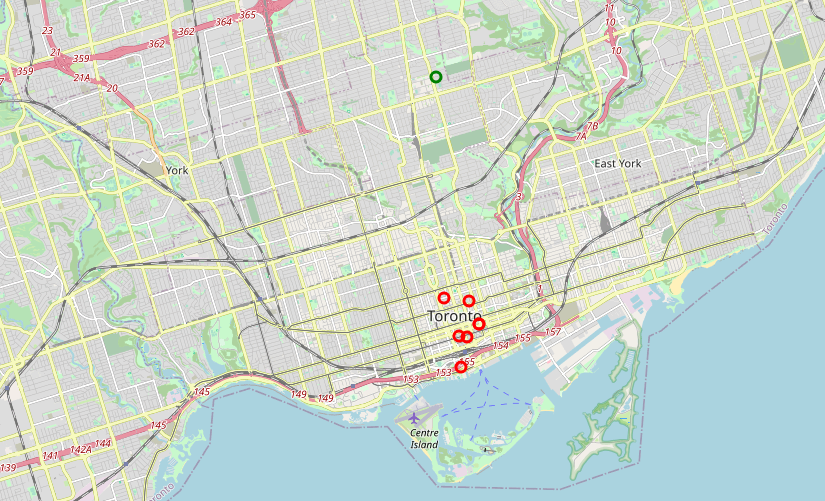 11
10
364
365
23
362
362
21
359
10
359
21A
20
7B
7A
York
East York
3
Toronto
1
Toronto
157
155
154
155
153
153
145
149
149
Centre
Island
145
144
142A
141
139
Toronto